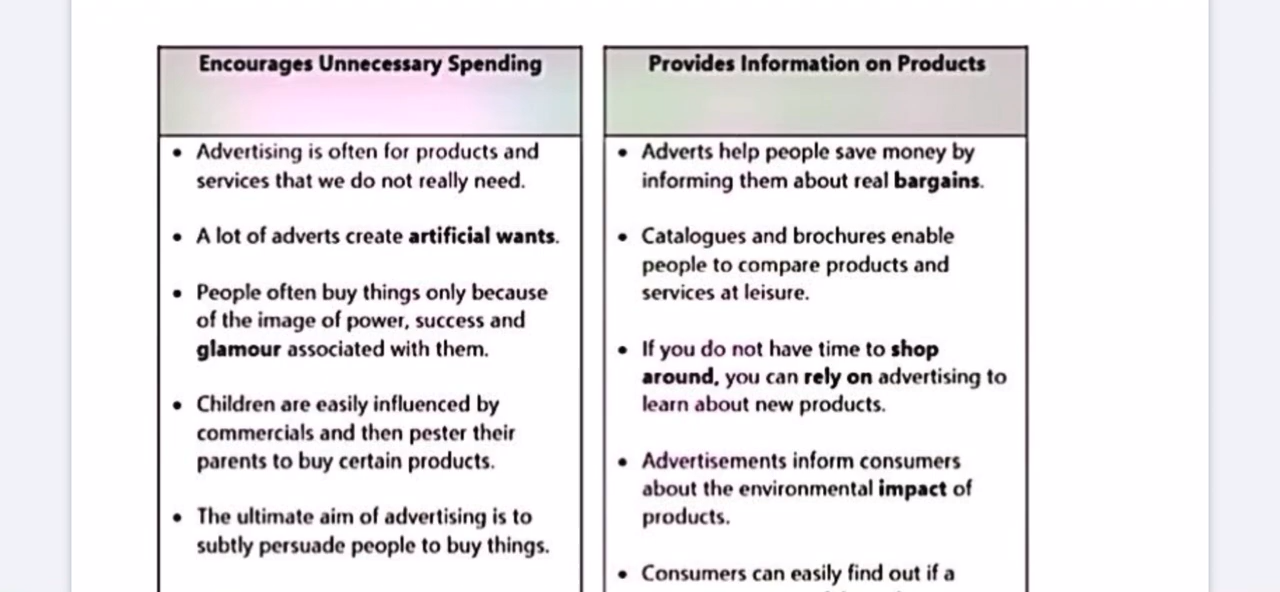 Encourages Unnecessary Spending
• Advertising is often for products and
services that we do not really need.
• A lot of adverts create artificial wants.
• People often buy things only because
of the image of power, success and
glamour associated with them.
• Children are easily influenced by
commercials and then pester their
parents to buy certain products.
• The ultimate aim of advertising is to
subtly persuade people to buy things.
Provides Information on Products
• Adverts help people save money by
informing them about real bargains.
• Catalogues and brochures enable
people to compare products and
services at leisure.
• If you do not have time to shop
around, you can rely on advertising to
learn about new products.
• Advertisements inform consumers
about the environmental impact of
products.
• Consumers can easily find out if a